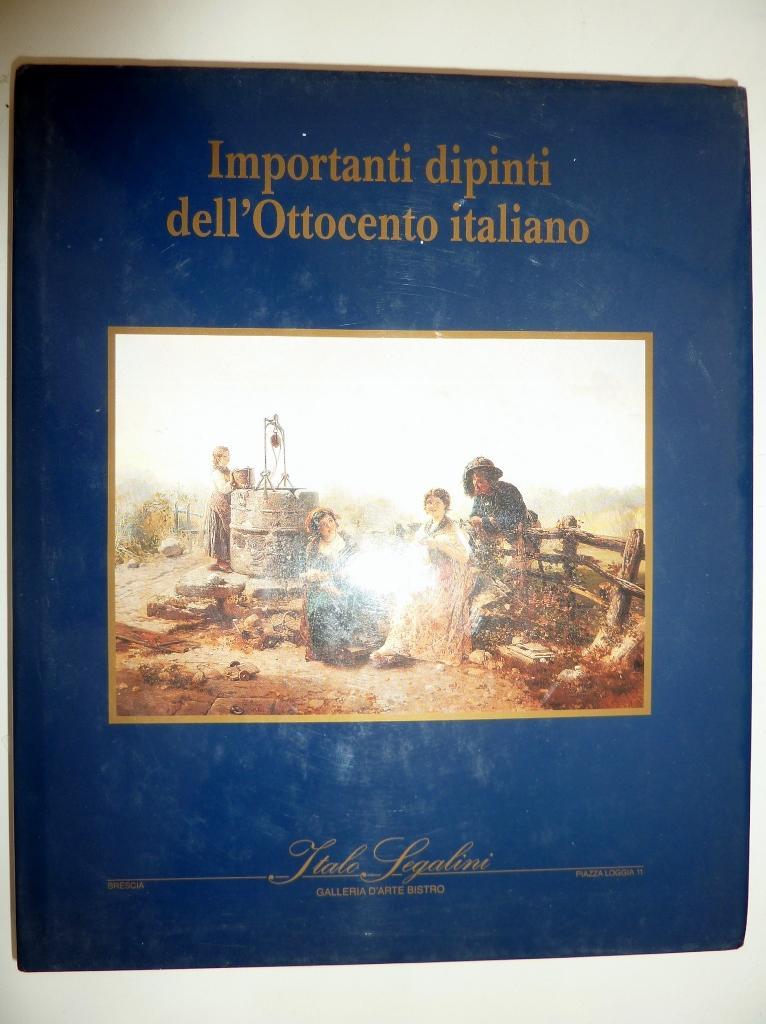 Importanti dipinti
dell'Ottocento italiano
Italo Segalini
BRESCIA
PIAZZA LOGGIA 11
GALLERIA D'ARTE BISTRO